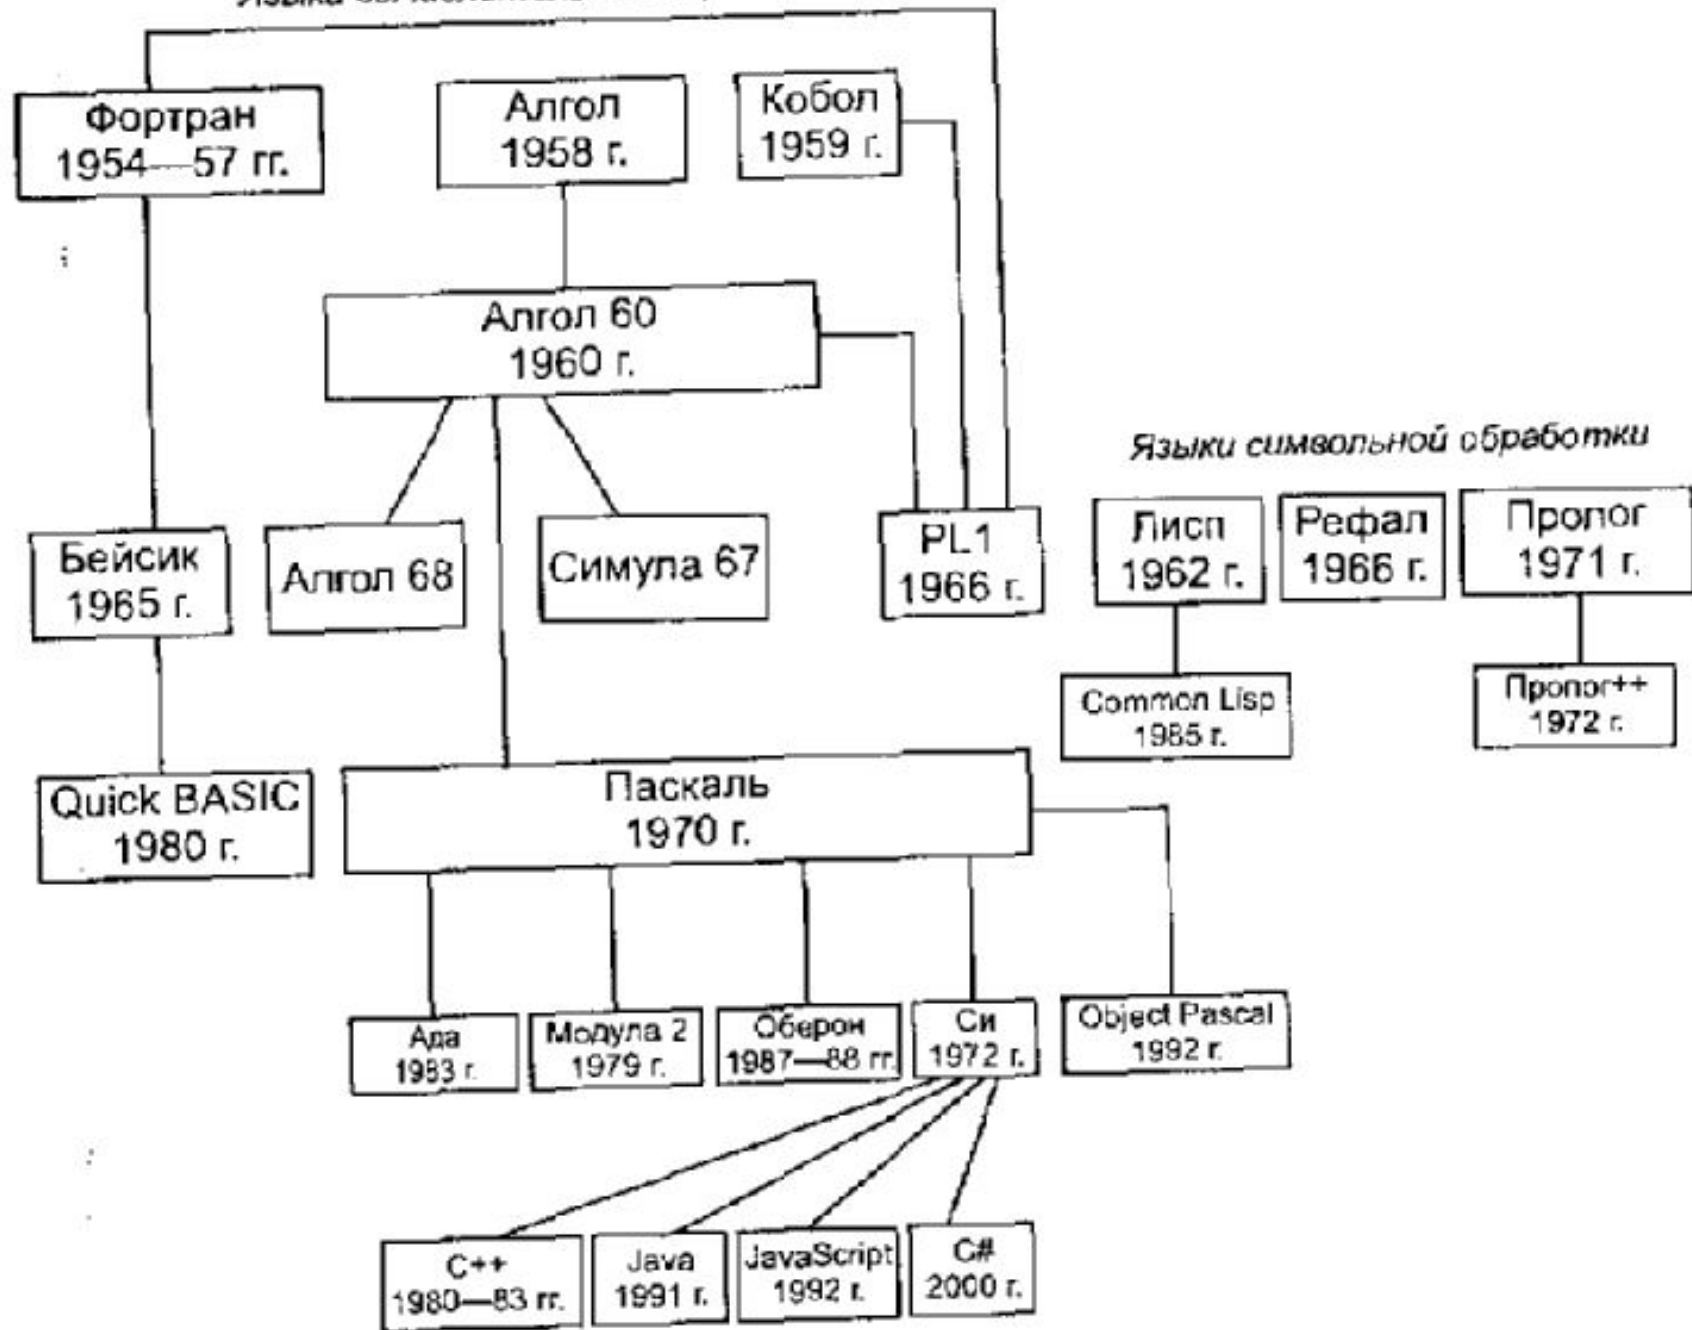 Фортран
1954—57 гг.
Алгол
1958 г.
Кобол
1959 г.
Алгол 60
1960 г.
Языки символьной обработки
Бейсик
1965 г.
Алгол 68
Симула 67
PL1
1966 г.
Лисп
1962 г.
Рефал
1966 г.
Пролог
1971 г.
Common Lisp
1985 г.
Пролог++
1972 г.
Quick BASIC
1980 г.
Паскаль
1970 г.
Ада
1983 г.
Модула 2
1979 г.
Оберон
1987—88 гг.
Си
1972 г.
Object Pascal
1992 г.
C++
1980—83 гг.
Java
1991 г.
JavaScript
1992 г.
C#
2000 г.